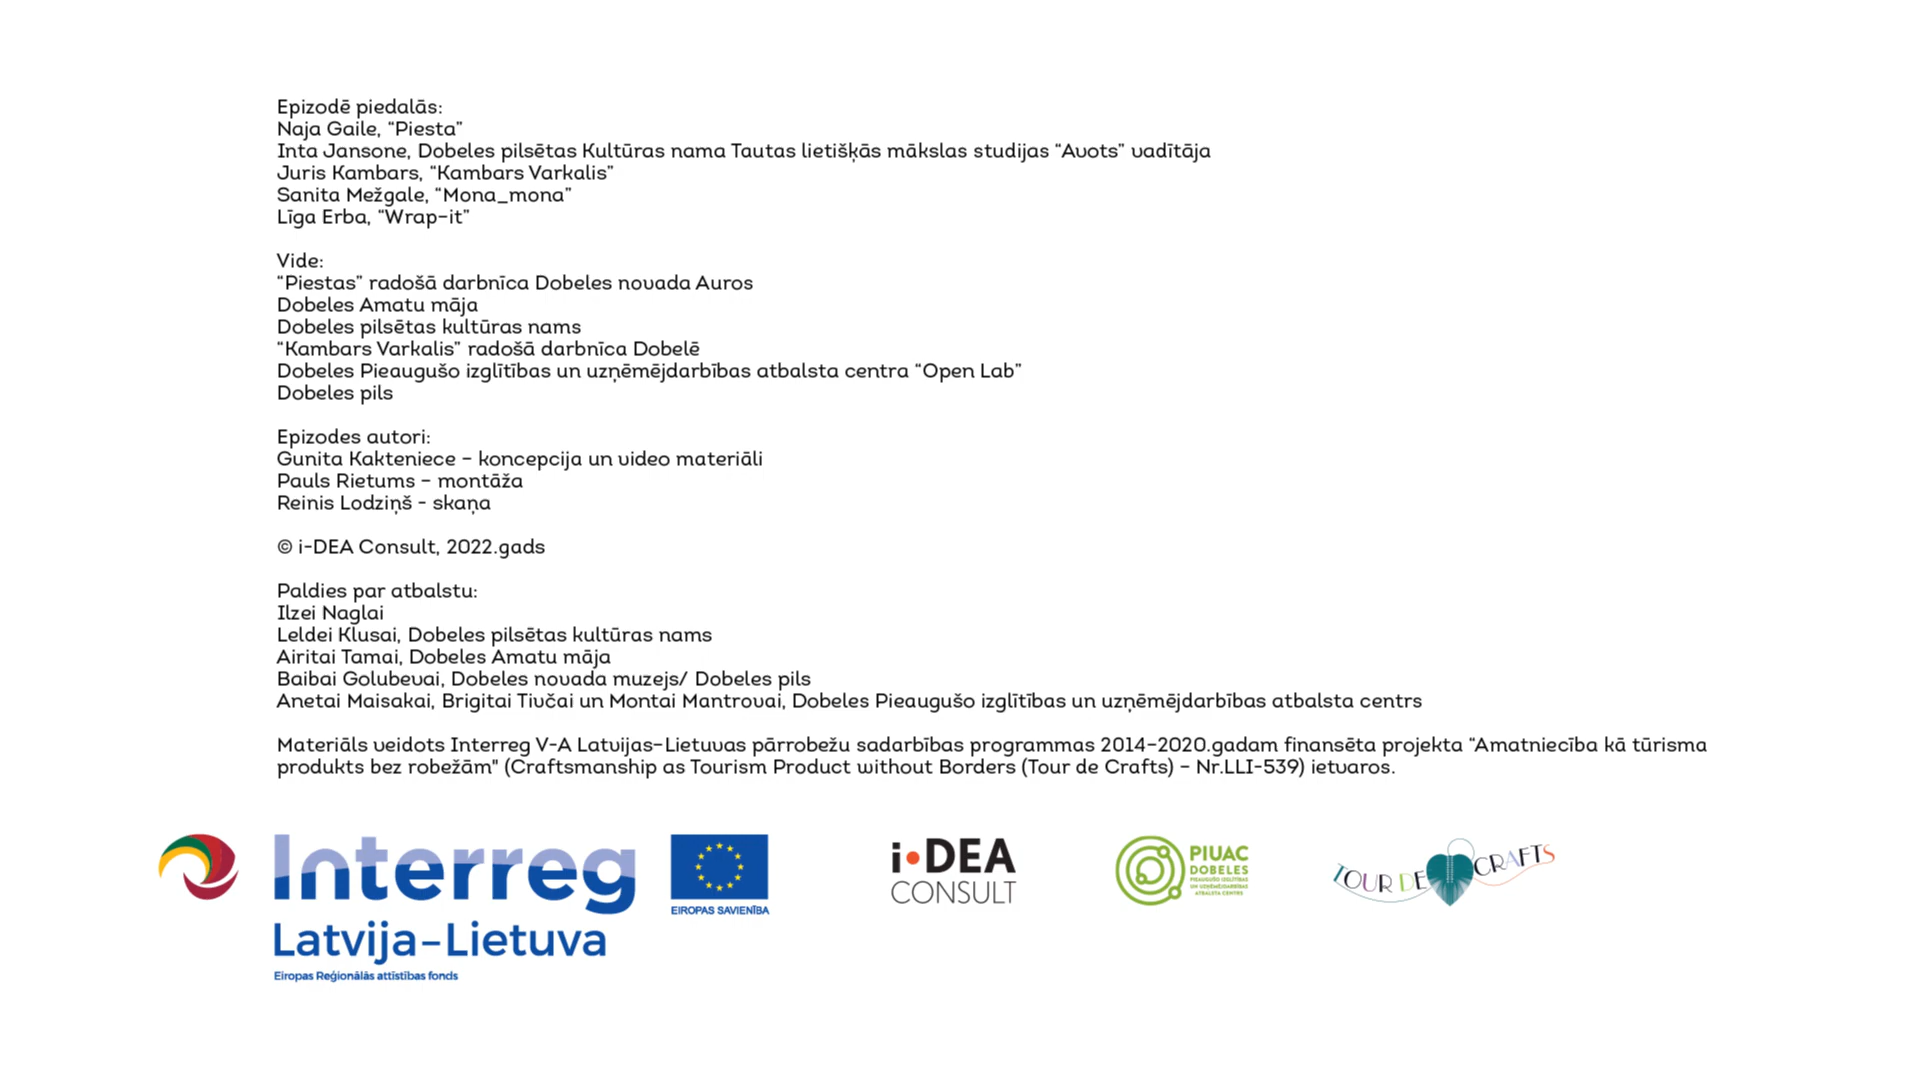 Epizodē piedalās:
Naja Gaile, “Piesta”
Inta Jansone, Dobeles pilsētas Kultūras nama Tautas lietišķās mākslas studijas “Avots” vadītāja
Juris Kambars, “Kambars Varkalis”
Sanita Mežgale, “Mona_mona”
Līga Erba, “Wrap–it”
Vide:
“Piestas” radošā darbnīca Dobeles novada Auros
Dobeles Amatu māja
Dobeles pilsētas kultūras nams
“Kambars Varkalis” radošā darbnīca Dobelē
Dobeles Pieaugušo izglītības un uzņēmējdarbības atbalsta centra “Open Lab”
Dobeles pils
Epizodes autori:
Gunita Kakteniece – koncepcija un video materiāli
Pauls Rietums – montāža
Reinis Lodziņš - skaņa
© i-DEA Consult, 2022.gads
Paldies par atbalstu:
Ilzei Naglai
Leldei Klusai, Dobeles pilsētas kultūras nams
Airitai Tamai, Dobeles Amatu māja
Baibai Golubevai, Dobeles novada muzejs/ Dobeles pils
Anetai Maisakai, Brigitai Tivčai un Montai Mantrovai, Dobeles Pieaugušo izglītības un uzņēmējdarbības atbalsta centrs
Materiāls veidots Interreg V-A Latvijas–Lietuvas pārrobežu sadarbības programmas 2014–2020.gadam finansēta projekta “Amatniecība kā tūrisma
produkts bez robežām" (Craftsmanship as Tourism Product without Borders (Tour de Crafts) – Nr.LLI-539) ietvaros.
Interreg
Latvija–Lietuva
Eiropas Reģionālās attīstības fonds
EIROPAS SAVIENĪBA
i•DEA
CONSULT
PIUAC
DOBELES
PIEAUGUŠO IZGLĪTĪBAS
UN UZŅĒMĒJDARBĪBAS
ATBALSTA CENTRS
TOUR DE CRAFTS